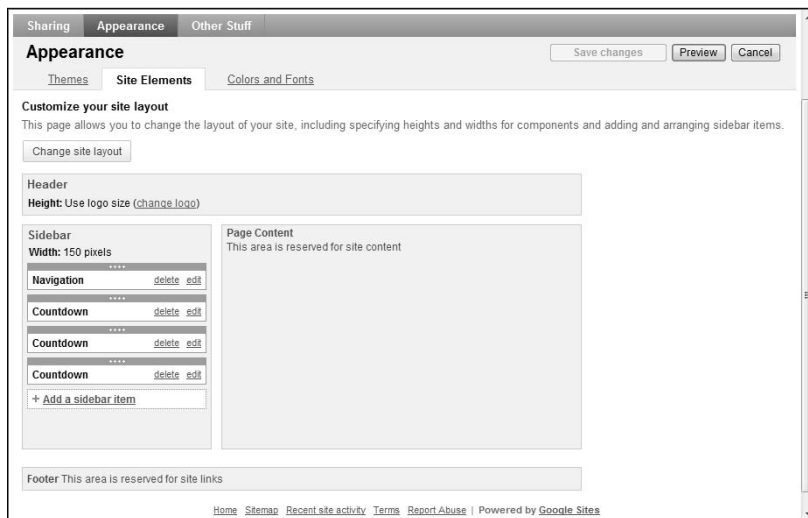 Sharing Appearance Other Stuff
Appearance Save changes Preview Cancel
Themes Site Elements Colors and Fonts
Customize your site layout
This page allows you to change the layout of your site, including specifying heights and widths for components and adding and arranging sidebar items.
Change site layout
Header
Height: Use logo size (change logo)
Sidebar
Width: 150 pixels
Navigation delete edit
Countdown delete edit
Countdown delete edit
Countdown delete edit
+ Add a sidebar item
Page Content
This area is reserved for site content
Footer This area is reserved for site links
Home Sitemap Recent site activity Terms Report Abuse | Powered by Google Sites